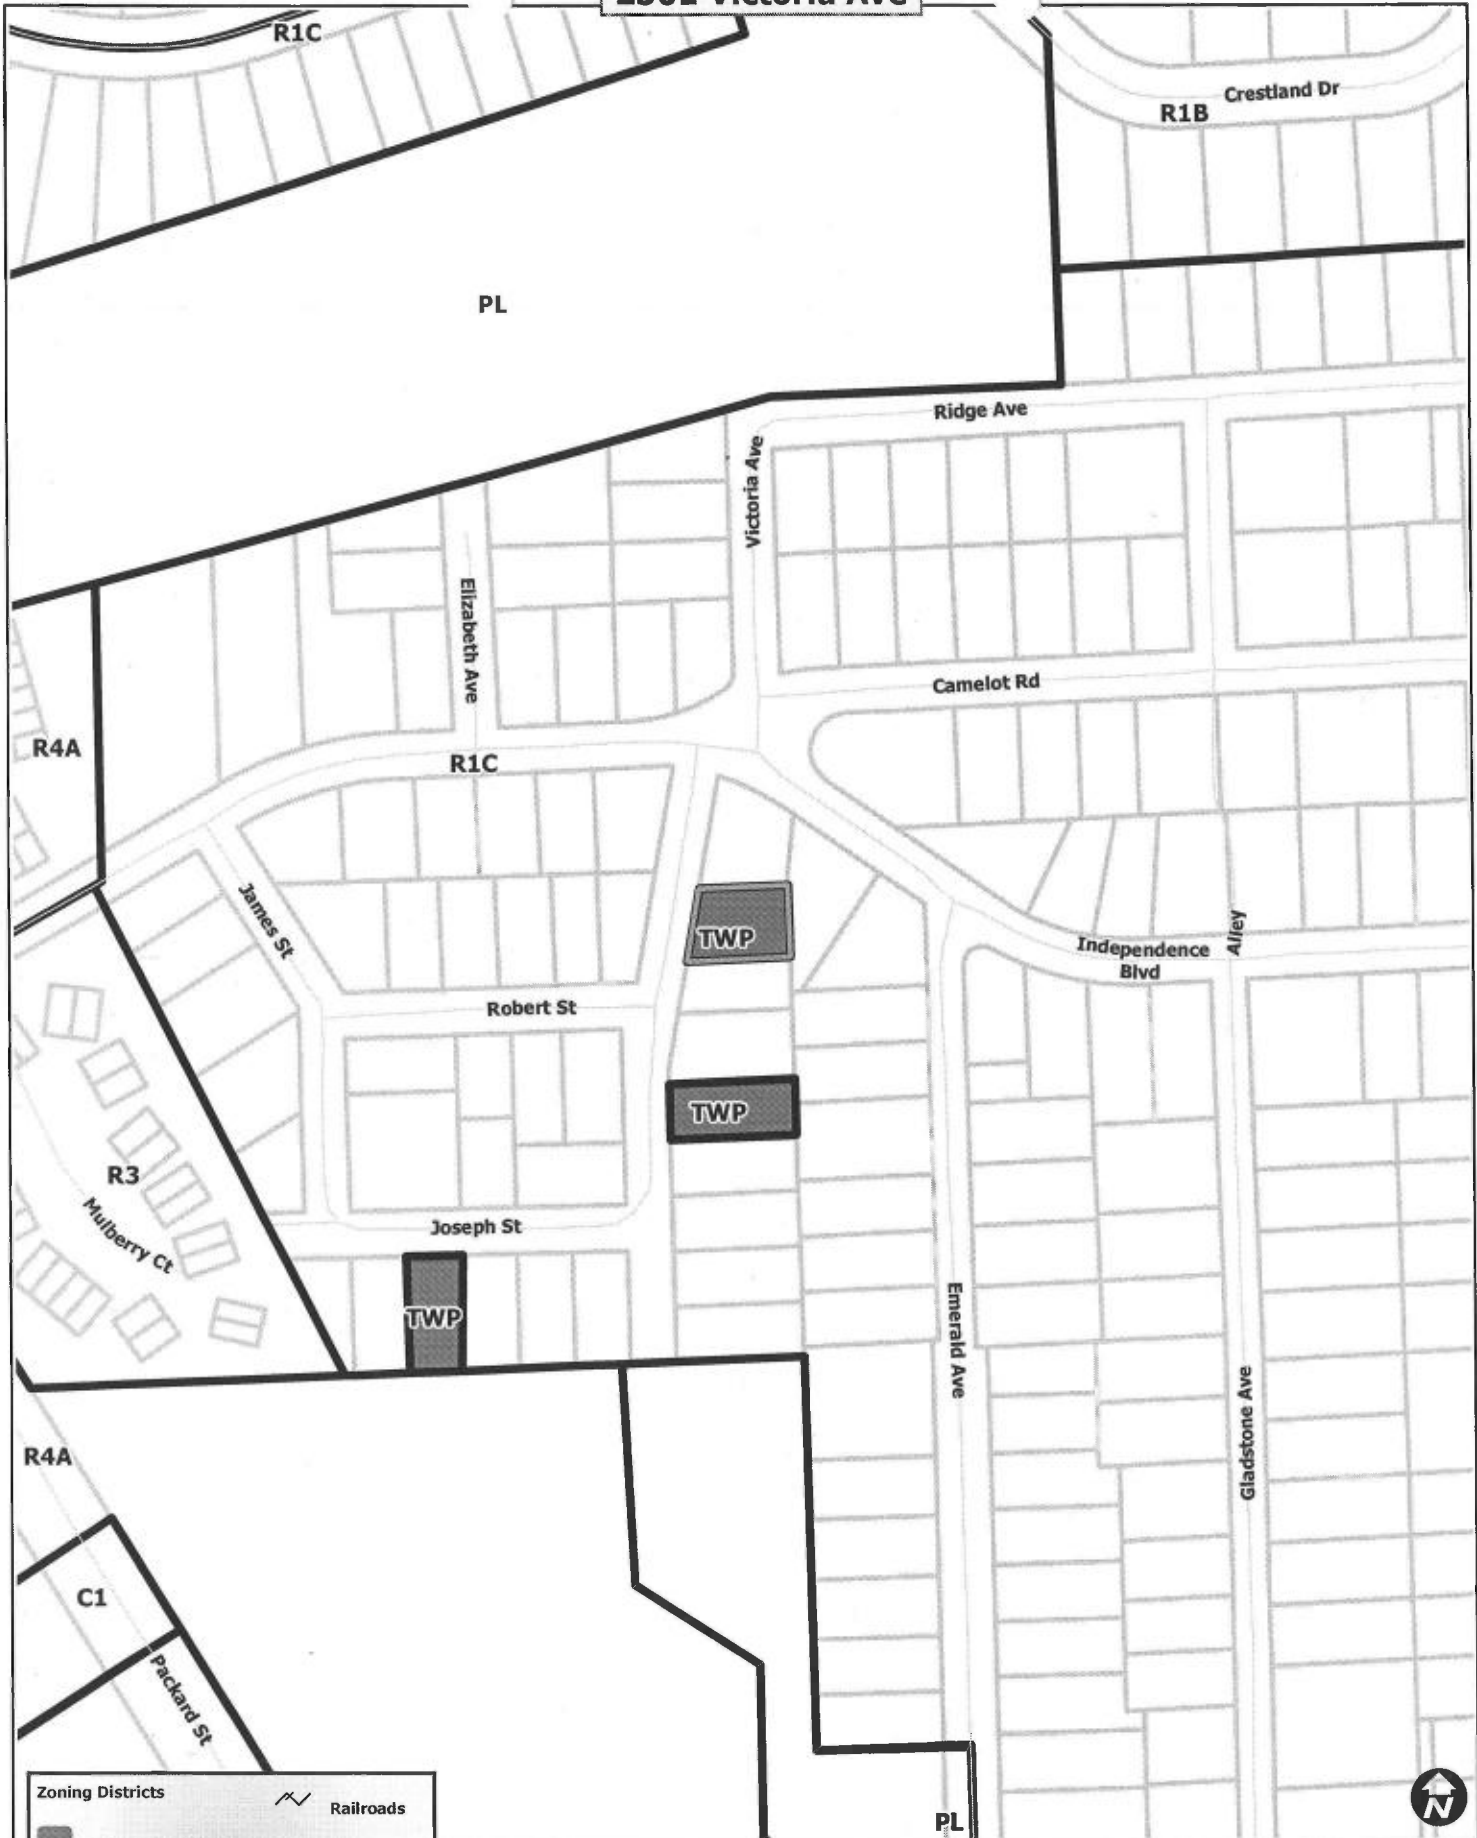 Victoria Ave
R1C
Crestland Dr
R1B
PL
Ridge Ave
Victoria Ave
Elizabeth Ave
Camelot Rd
R4A
R1C
James St
TWP
Independence
Blvd
Alley
Robert St
TWP
R3
Mulberry Ct
Joseph St
TWP
Emerald Ave
Gladstone Ave
R4A
C1
Packard St
Zoning Districts
Railroads
PL
N